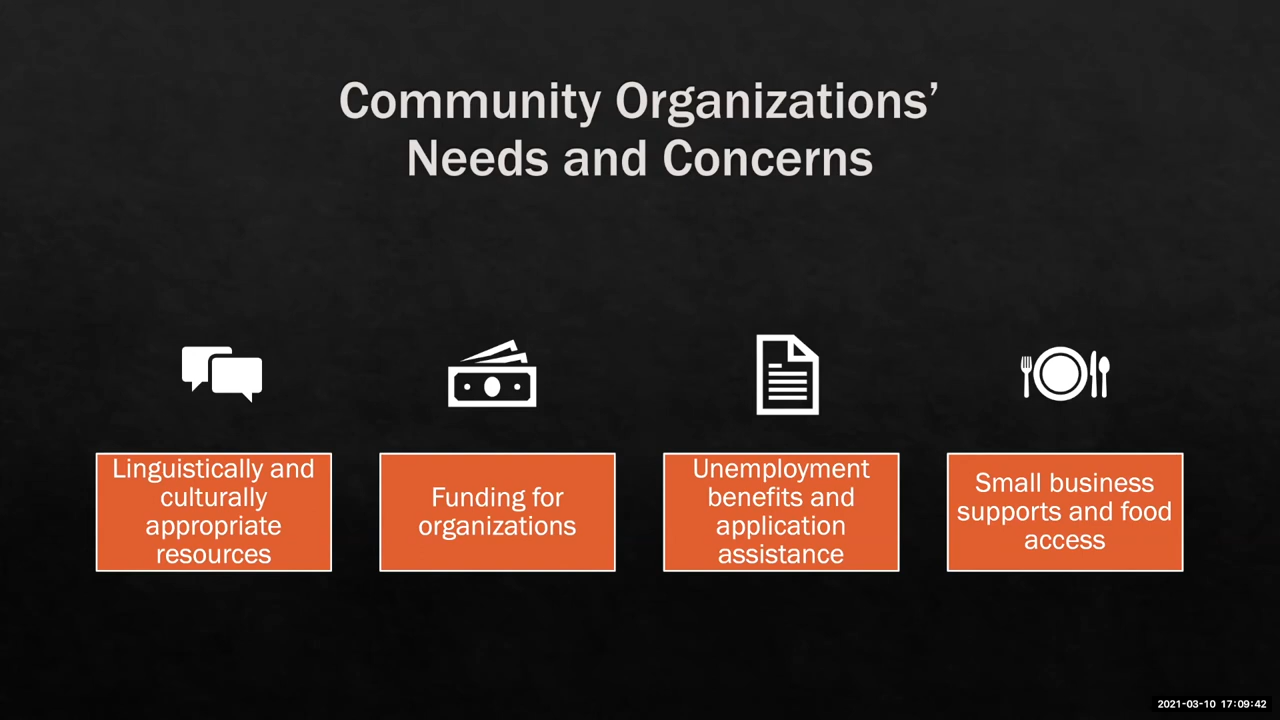 Community Organizations’
Needs and Concerns
Linguistically and
culturally
appropriate
resources
Funding for
organizations
Unemployment
benefits and
application
assistance
Small business
supports and food
access
2021-03-10 17:09:42